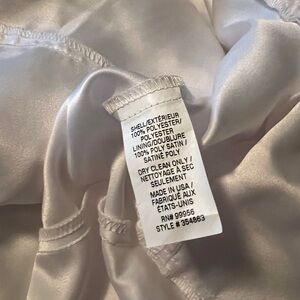 SHELL/EXTÉRIEUR
100% POLYESTER/
POLYESTER
LINING/DOUBLURE
100% POLY SATIN /
SATINE POLY
DRY CLEAN ONLY /
NETTOYAGE À SEC
SEULEMENT
MADE IN USA /
FABRIQUÉ AUX
ÉTATS-UNIS
RN# 99956
STYLE # 354863